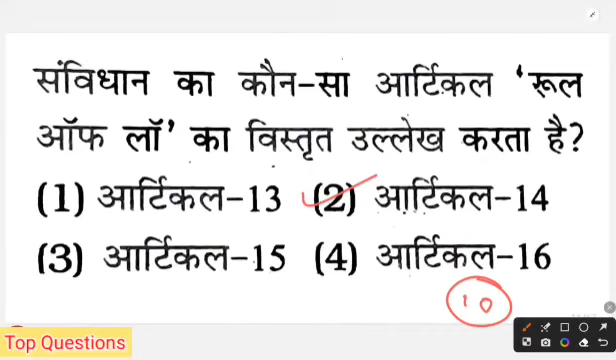 संविधान का कौन-सा आर्टिकल 'रूल
ऑफ लॉ' का विस्तृत उल्लेख करता है?
(1) आर्टिकल-13 (2) आर्टिकल-14
(3) आर्टिकल-15 (4) आर्टिकल-16
10
Top Questions